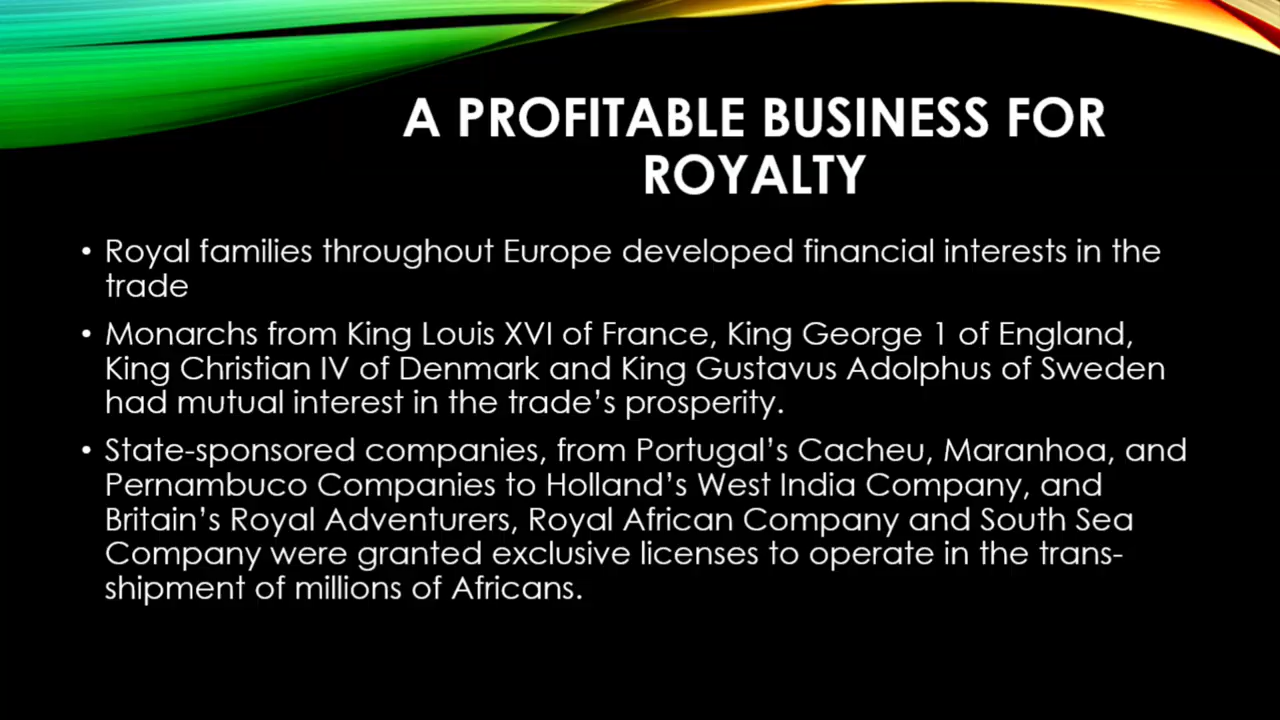 A PROFITABLE BUSINESS FOR
ROYALTY
• Royal families throughout Europe developed financial interests in the
trade
• Monarchs from King Louis XVI of France, King George 1 of England,
King Christian IV of Denmark and King Gustavus Adolphus of Sweden
had mutual interest in the trade’s prosperity.
• State-sponsored companies, from Portugal’s Cacheu, Maranhoa, and
Pernambuco Companies to Holland’s West India Company, and
Britain’s Royal Adventurers, Royal African Company and South Sea
Company were granted exclusive licenses to operate in the trans-
shipment of millions of Africans.